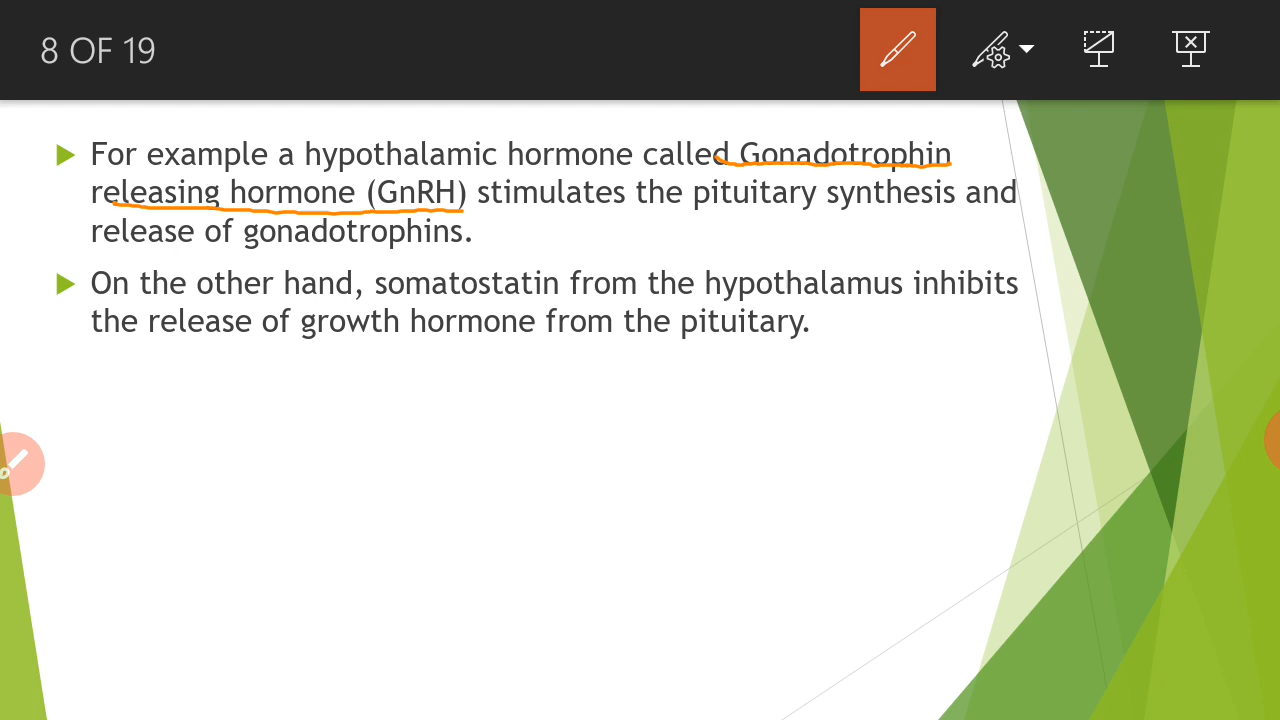 8 OF 19
For example a hypothalamic hormone called Gonadotrophin
releasing hormone (GnRH) stimulates the pituitary synthesis and
release of gonadotrophins.
On the other hand, somatostatin from the hypothalamus inhibits
the release of growth hormone from the pituitary.